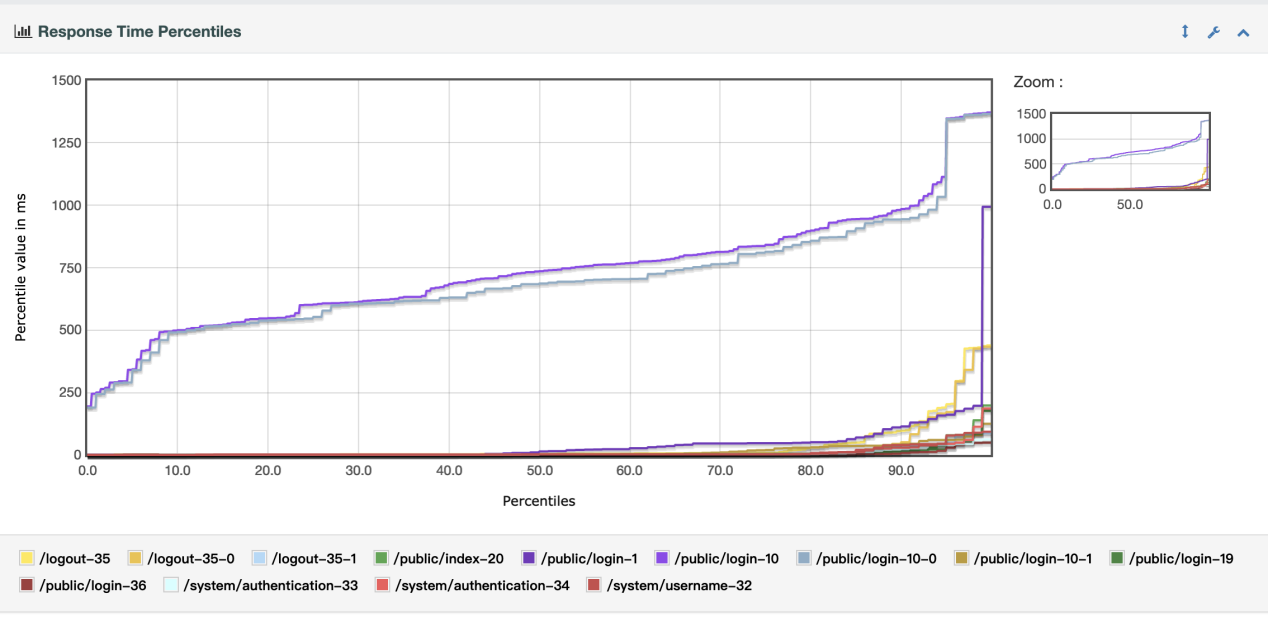 Response Time Percentiles
Zoom :
1500
1250
1000
750
500
250
0
0.0 10.0 20.0 30.0 40.0 50.0 60.0 70.0 80.0 90.0
Percentile value in ms
Percentiles
1500
1000
500
0
0.0 50.0
/logout-35 /logout-35-0 /logout-35-1 /public/index-20 /public/login-1 /public/login-10 /public/login-10-0 /public/login-10-1 /public/login-19
/public/login-36 /system/authentication-33 /system/authentication-34 /system/username-32